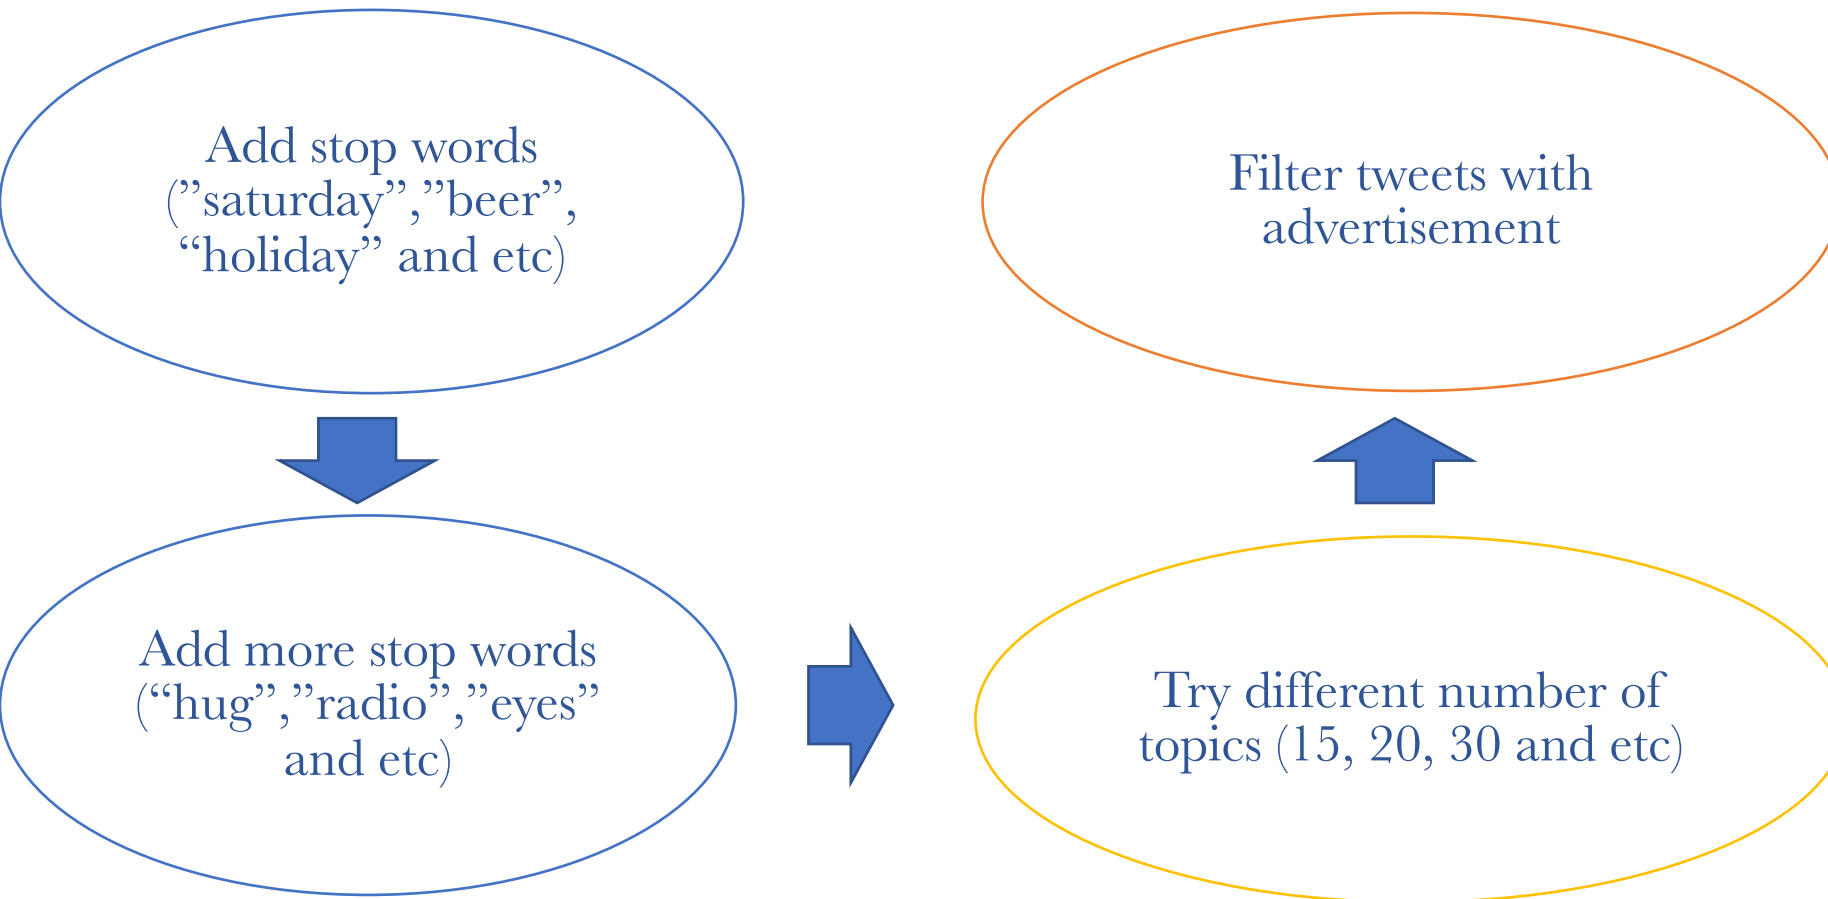 Add stop words
(”saturday”,”beer”,
“holiday” and etc)
Add more stop words
(“hug”,”radio”,”eyes”
and etc)
Try different number of
topics (15, 20, 30 and etc)
Filter tweets with
advertisement